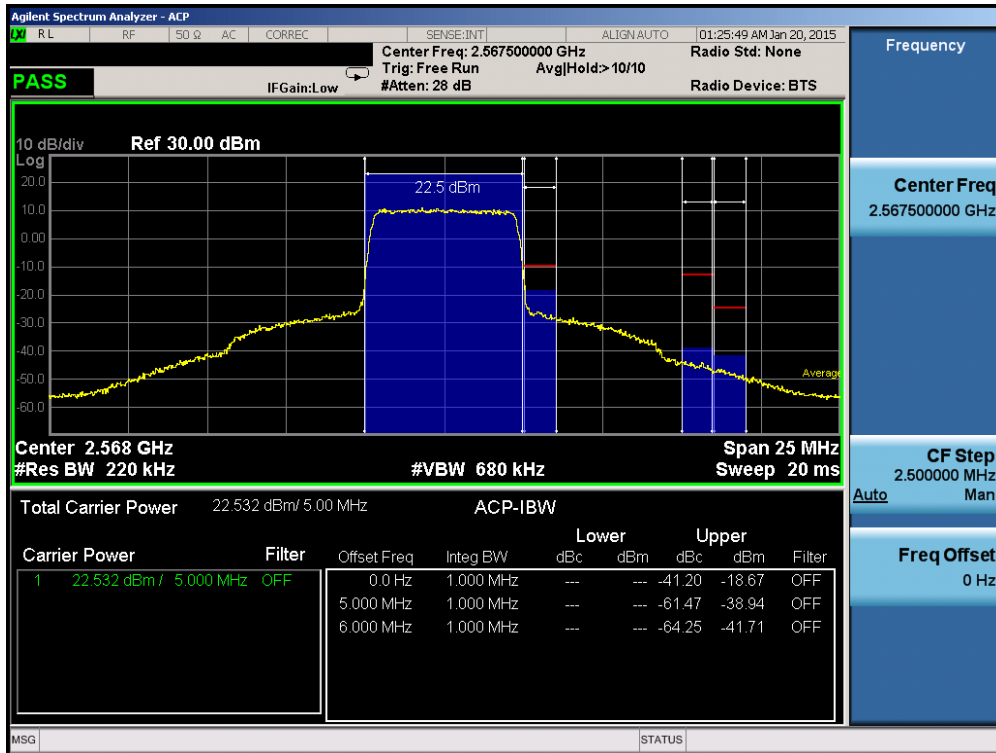 Agilent Spectrum Analyzer - ACP
LXI RL RF 50 Ω AC CORREC SENSE:INT ALIGN AUTO 01:25:49 AM Jan 20, 2015
Center Freq: 2.567500000 GHz Radio Std: None
Trig: Free Run Avg|Hold:> 10/10
PASS IFGain:Low #Atten: 28 dB Radio Device: BTS
10 dB/div Ref 30.00 dBm
Log
20.0
22.5 dBm
10.0
0.00
-10.0
-20.0
-30.0
-40.0
-50.0
Average
-60.0
Center 2.568 GHz Span 25 MHz
#Res BW 220 kHz #VBW 680 kHz Sweep 20 ms
Total Carrier Power 22.532 dBm/ 5.00 MHz ACP-IBW
Lower Upper
Carrier Power Filter Offset Freq Integ BW dBc dBm dBc dBm Filter
1 22.532 dBm / 5.000 MHz OFF 0.0 Hz 1.000 MHz --- --- -41.20 -18.67 OFF
5.000 MHz 1.000 MHz --- --- -61.47 -38.94 OFF
6.000 MHz 1.000 MHz --- --- -64.25 -41.71 OFF
MSG STATUS
Frequency
Center Freq
2.567500000 GHz
CF Step
2.500000 MHz
Auto Man
Freq Offset
0 Hz